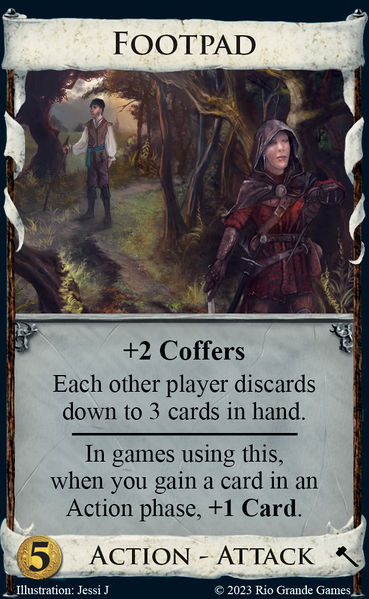 Footpad
+2 Coffers
Each other player discards
down to 3 cards in hand.
In games using this,
when you gain a card in an
Action phase, +1 Card.
5 Action - Attack
Illustration: Jessi J © 2023 Rio Grande Games